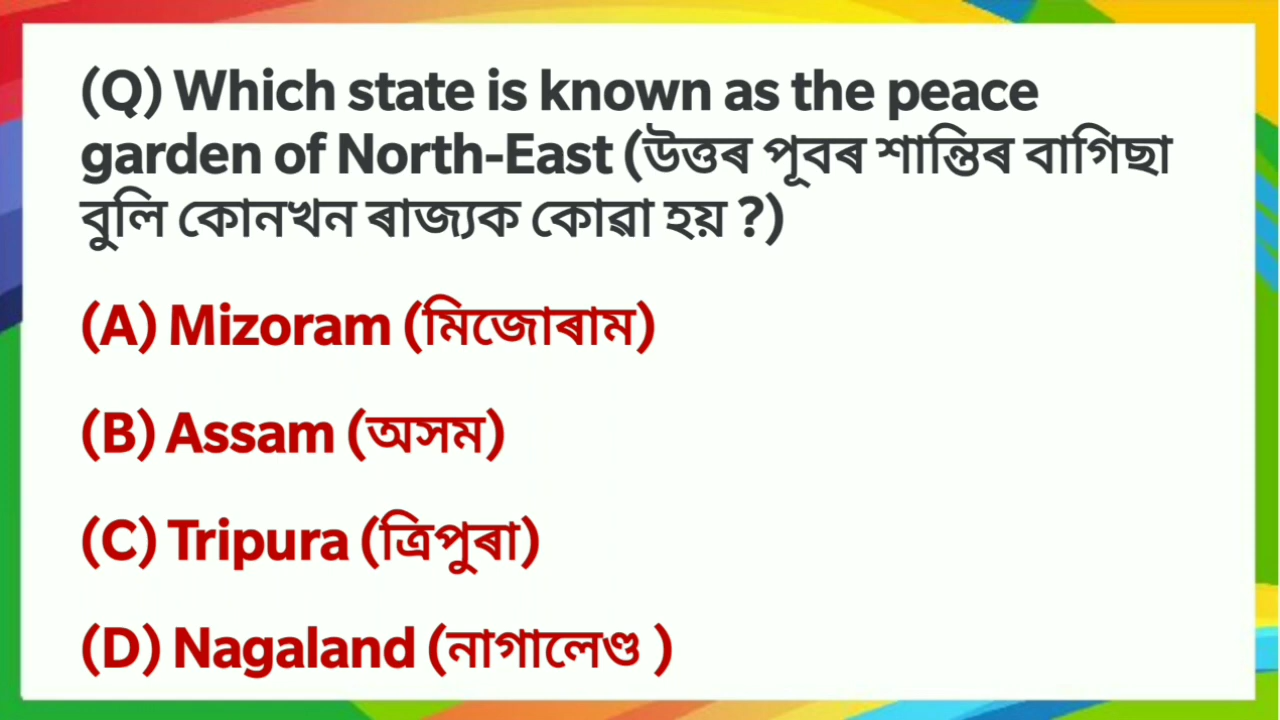 (Q) Which state is known as the peace
garden of North-East (উত্তৰ পূবৰ শান্তিৰ বাগিছা
বুলি কোনখন ৰাজ্যক কোৱা হয় ?)
(A) Mizoram (মিজোৰাম)
(B) Assam (অসম)
(C) Tripura (ত্ৰিপুৰা)
(D) Nagaland (নাগালেণ্ড )